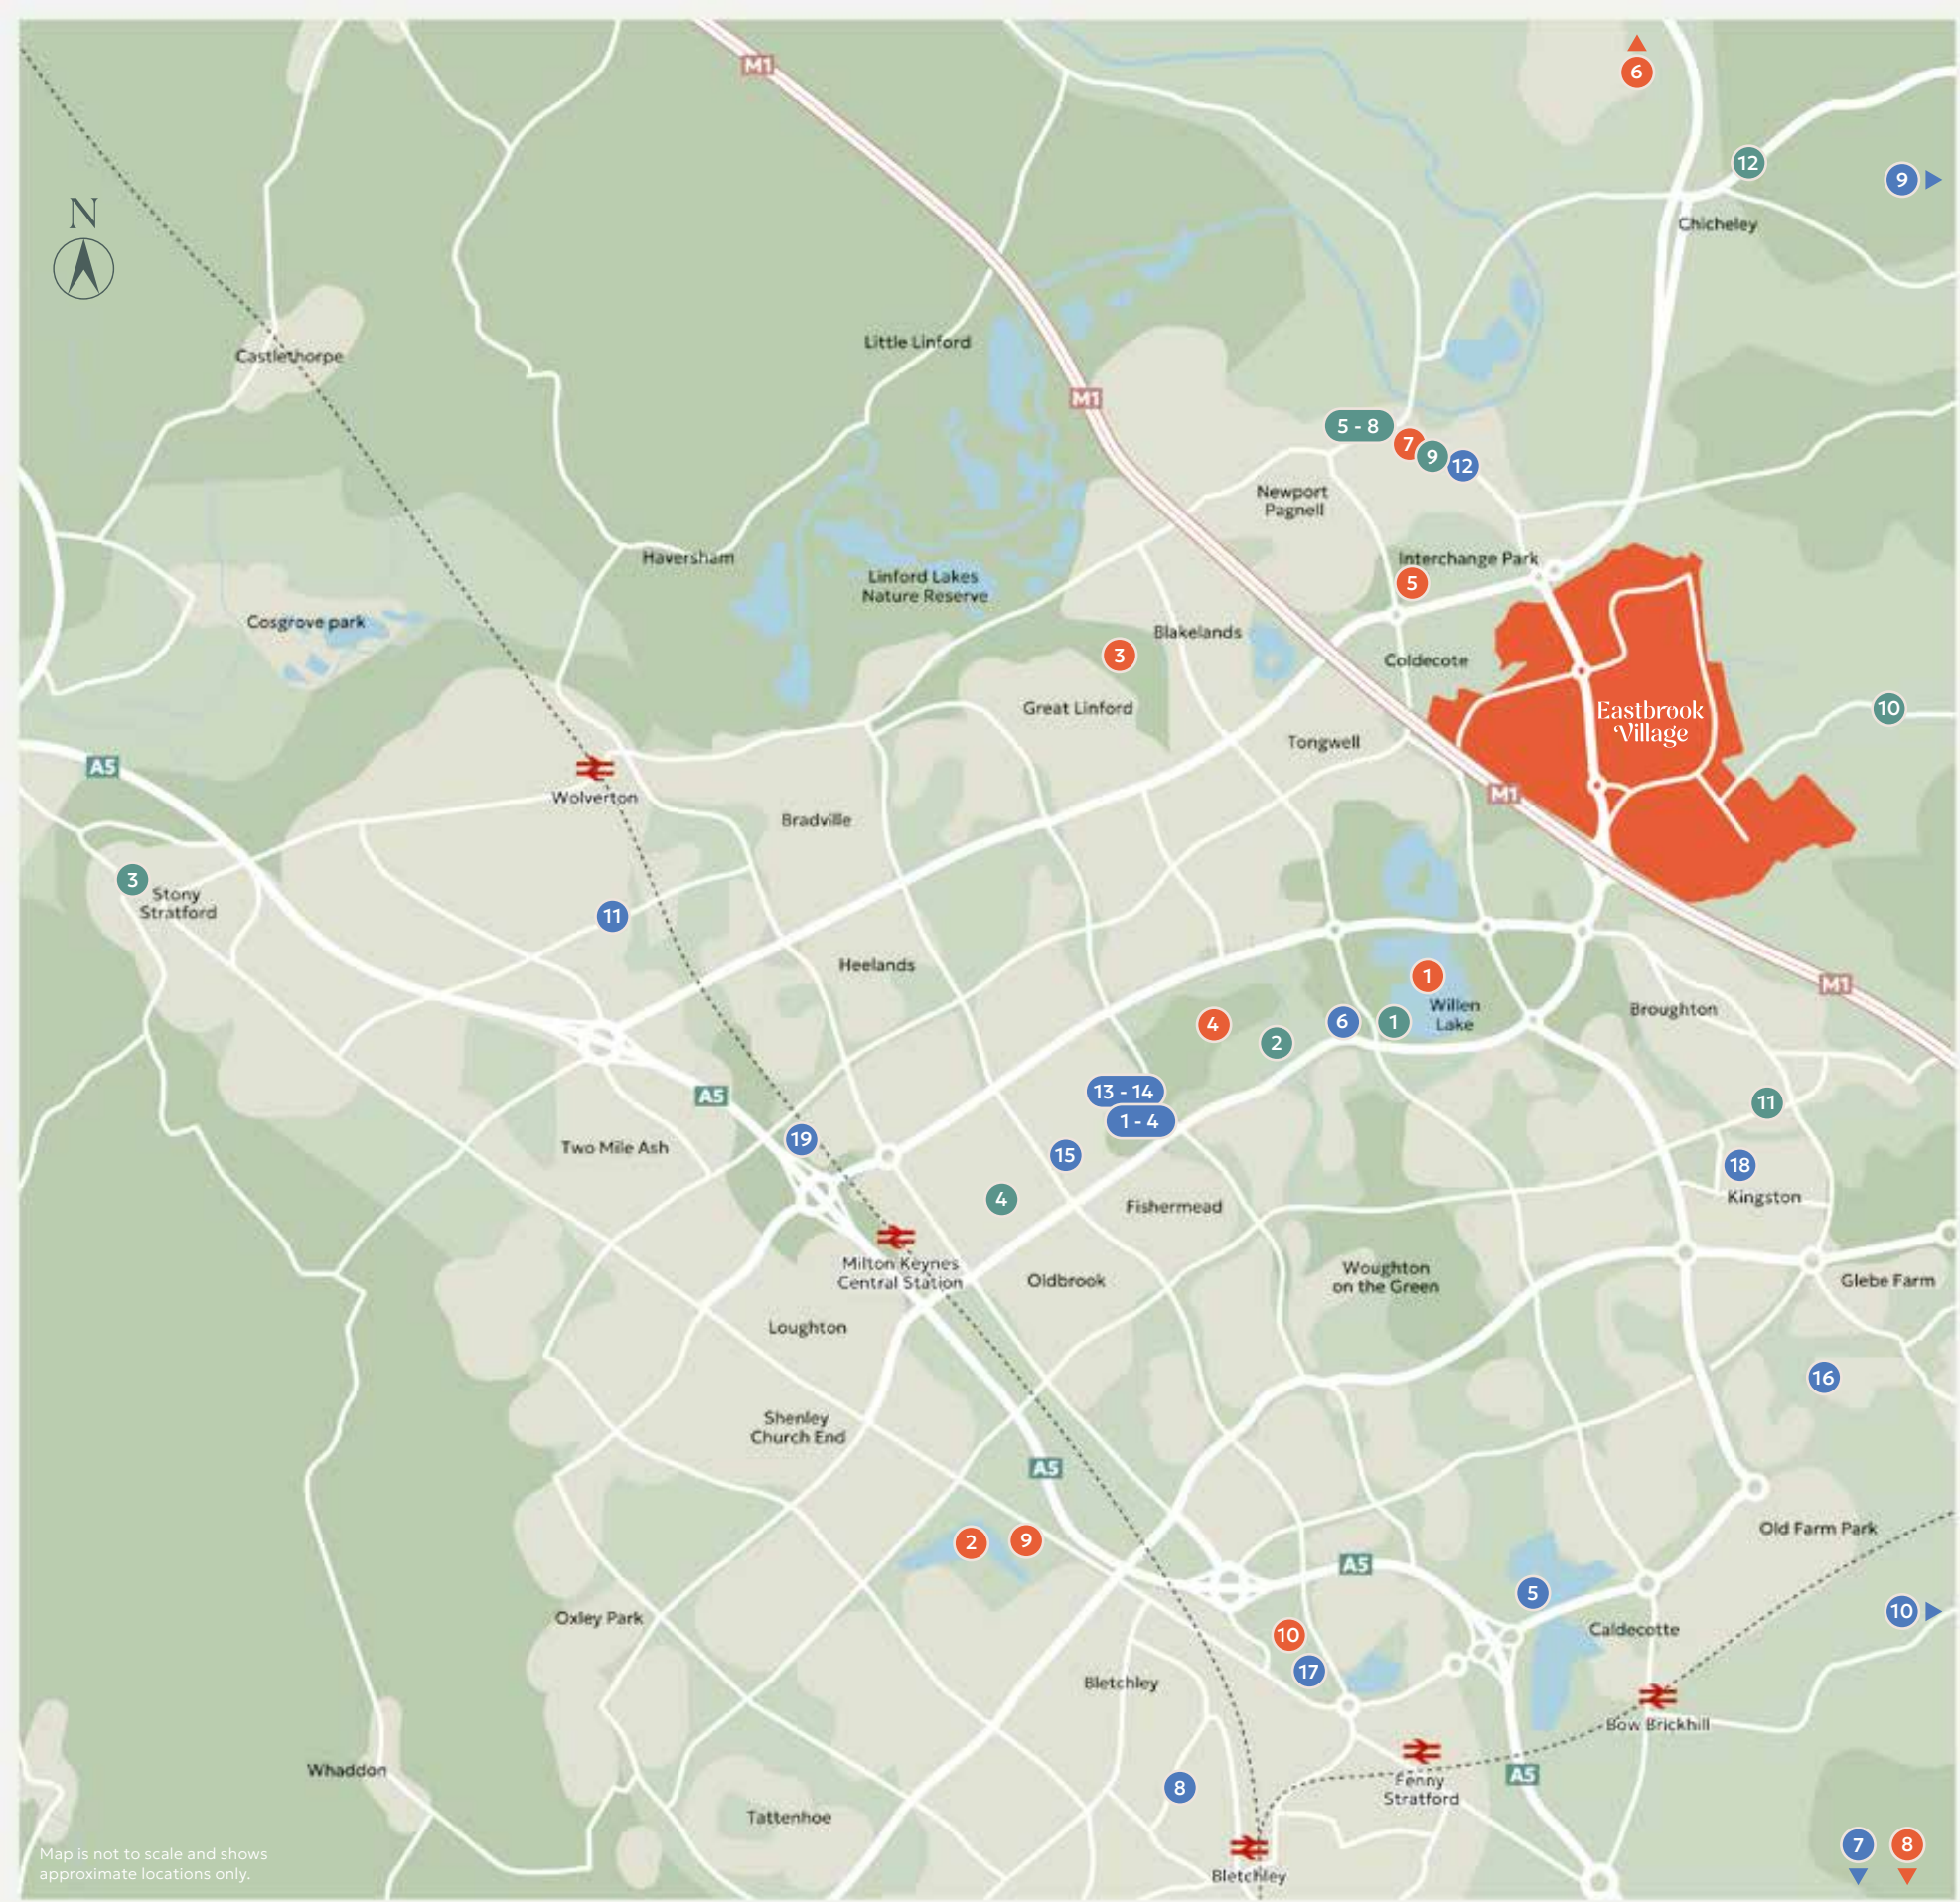 M1
6
12
9
N
Chicheley
Little Linford
Castlethorpe
M1
5 - 8
7
9
12
Newport
Pagnell
Haversham
Interchange Park
Linford Lakes
Nature Reserve
5
Cosgrove park
Blakelands
3
Coldecote
Great Linford
Eastbrook
Village
10
Tongwell
A5
M1
Wolverton
Bradville
3
Stony
Stratford
11
Heelands
1
M1
Willen
Lake
Broughton
4
2
6
1
A5
13 - 14
1 - 4
11
19
Two Mile Ash
15
18
Kingston
4
Fishermead
Milton Keynes
Central Station
Oldbrook
Woughton
on the Green
Glebe Farm
Loughton
16
Shenley
Church End
A5
Old Farm Park
2
9
A5
5
10
Oxley Park
10
Caldecotte
17
Bletchley
Bow Brickhill
Whaddon
Fenny
Stratford
A5
8
Tattenhoe
Bletchley
7
8
Map is not to scale and shows
approximate locations only.